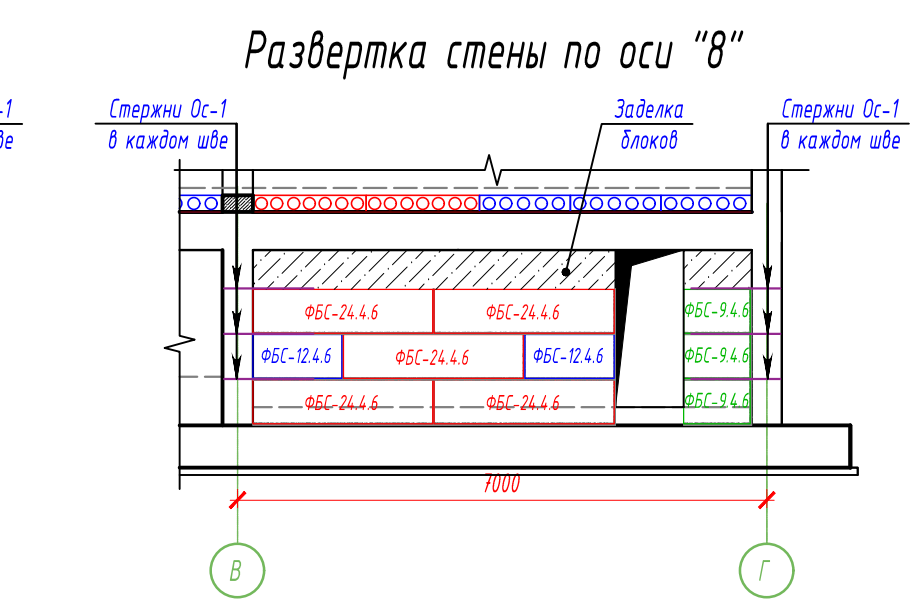 Развертка стены по оси "8"
-1
Стержни Ос-1
Заделка
Стержни Ос-1
ве
в каждом шве
блоков
в каждом шве
ФБС-24.4.6
ФБС-24.4.6
ФБС-9.4.6
ФБС-12.4.6
ФБС-24.4.6
ФБС-12.4.6
ФБС-9.4.6
ФБС-24.4.6
ФБС-24.4.6
ФБС-9.4.6
7000
В
Г